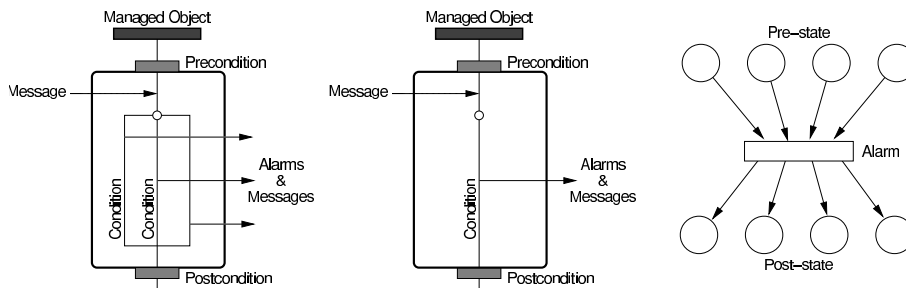 Managed Object
Precondition
Message
Condition
Condition
Alarms
&
Messages
Postcondition
Managed Object
Precondition
Message
Condition
Alarms
&
Messages
Postcondition
Pre-state
Alarm
Post-state